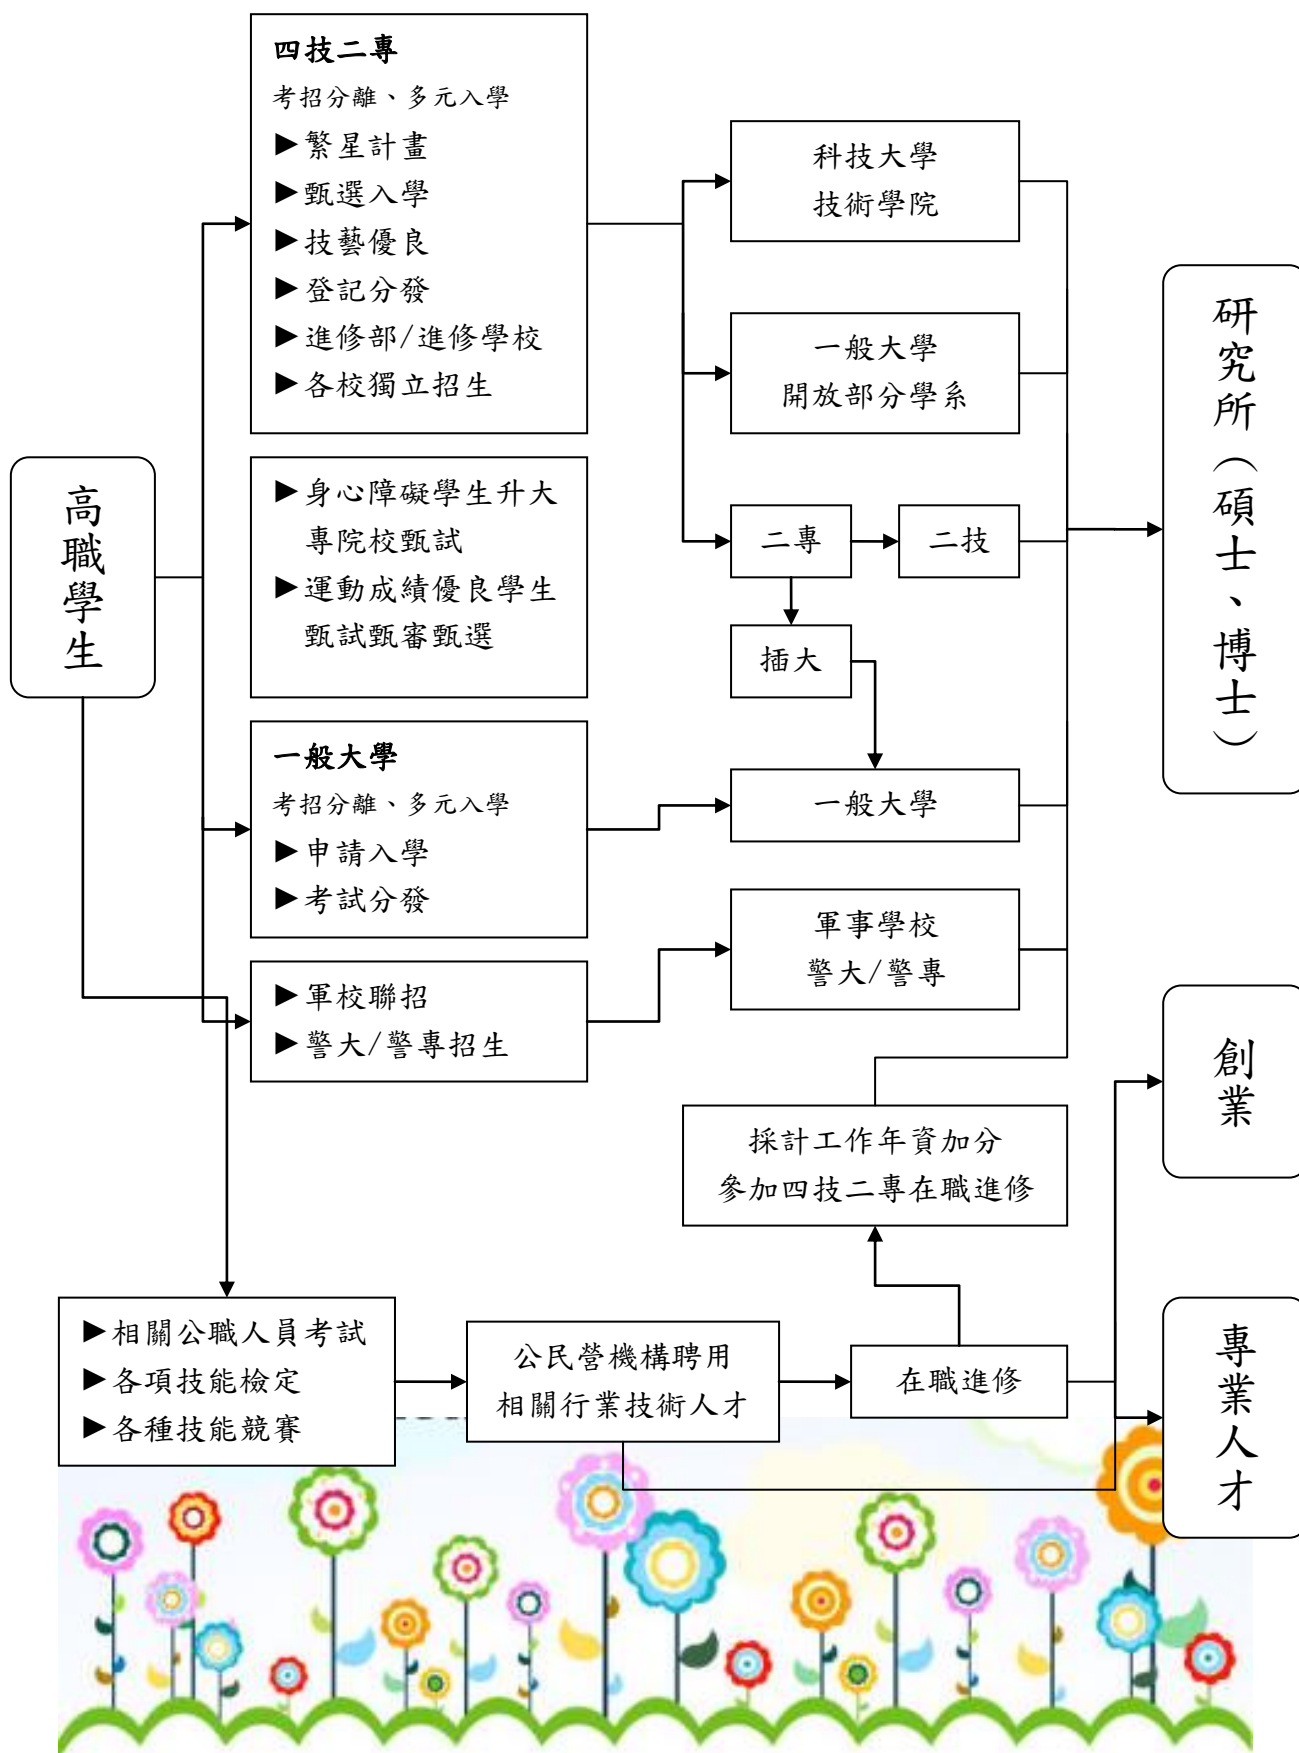 四技二專
考招分離、多元入學
►繁星計畫
►甄選入學
►技藝優良
►登記分發
►進修部/進修學校
►各校獨立招生
科技大學
技術學院
一般大學
開放部分學系
研究所（碩士、博士）
高職學生
►身心障礙學生升大
專院校甄試
►運動成績優良學生
甄試甄審甄選
二專
二技
插大
一般大學
考招分離、多元入學
►申請入學
►考試分發
一般大學
軍事學校
警大/警專
►軍校聯招
►警大/警專招生
創業
採計工作年資加分
參加四技二專在職進修
►相關公職人員考試
►各項技能檢定
►各種技能競賽
公民營機構聘用
相關行業技術人才
在職進修
專業人才